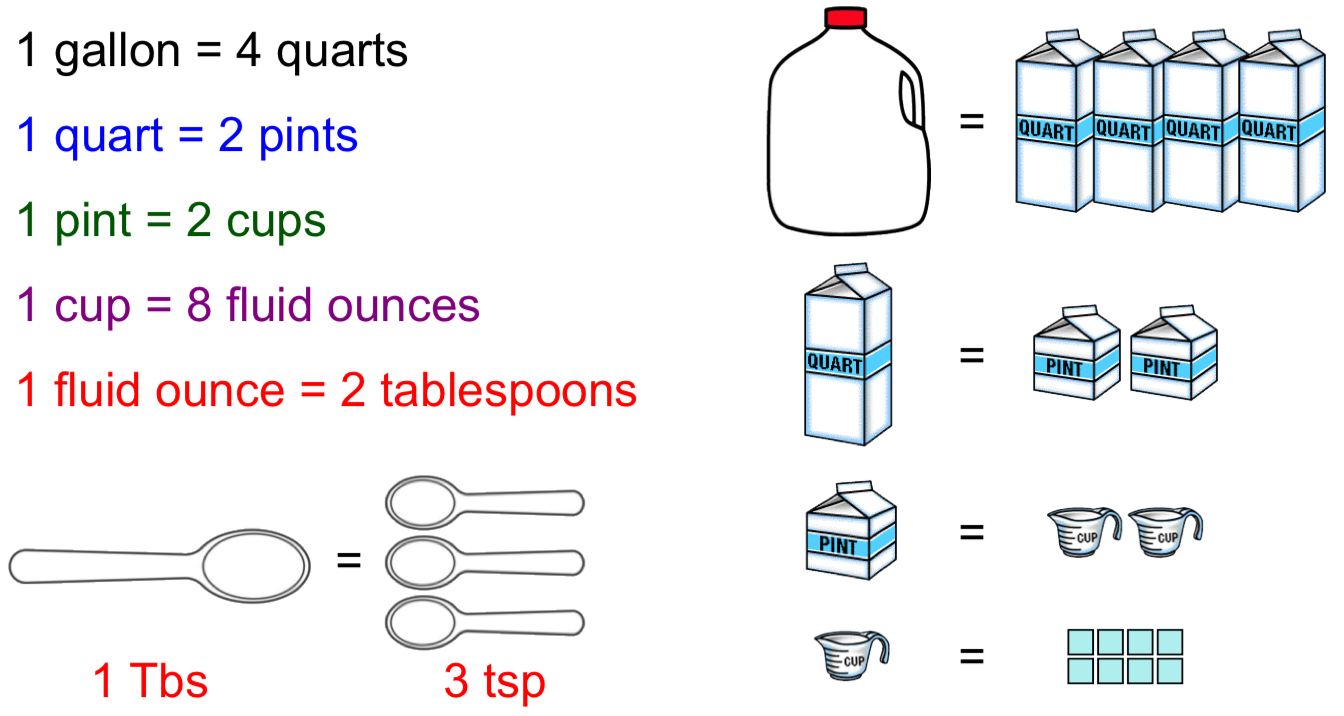 1 gallon = 4 quarts
1 quart = 2 pints
1 pint = 2 cups
1 cup = 8 fluid ounces
1 fluid ounce = 2 tablespoons
=
1 Tbs
3 tsp
=
QUART QUART QUART QUART
QUART
=
PINT PINT
PINT
=
CUP CUP
CUP
=